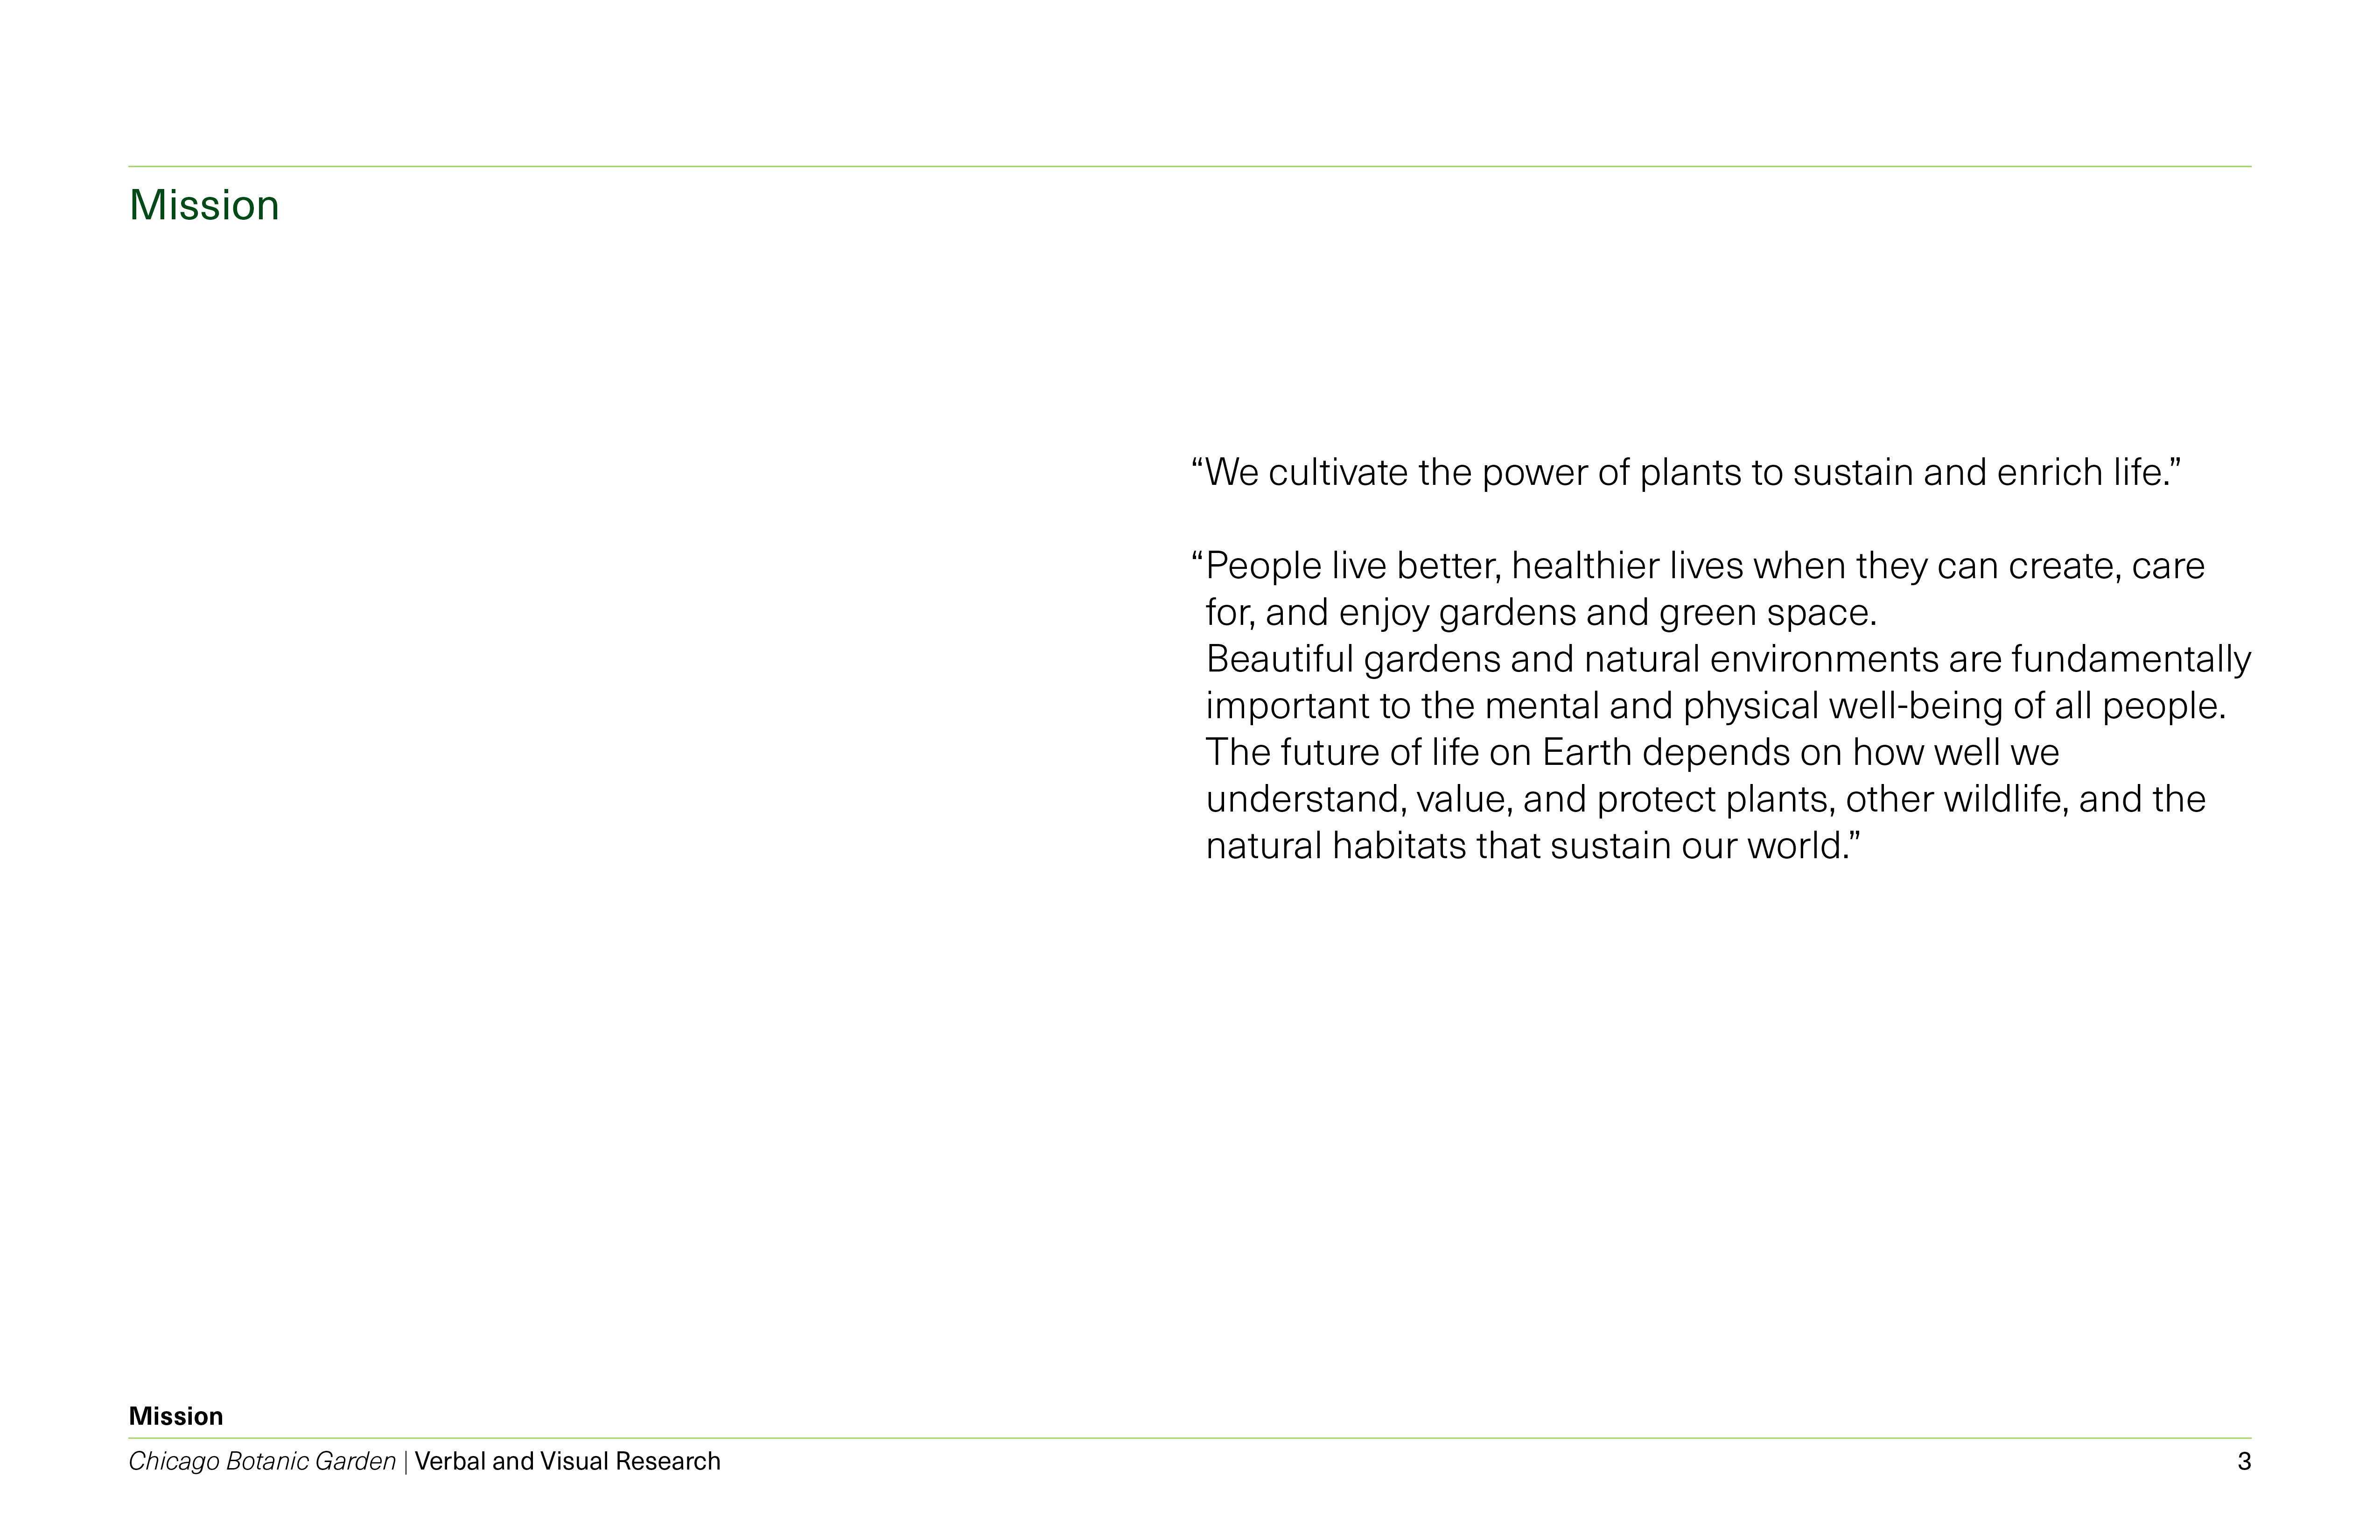 Mission
“We cultivate the power of plants to sustain and enrich life.”
“People live better, healthier lives when they can create, care
for, and enjoy gardens and green space.
Beautiful gardens and natural environments are fundamentally
important to the mental and physical well-being of all people.
The future of life on Earth depends on how well we
understand, value, and protect plants, other wildlife, and the
natural habitats that sustain our world.”
Mission
Chicago Botanic Garden | Verbal and Visual Research
3